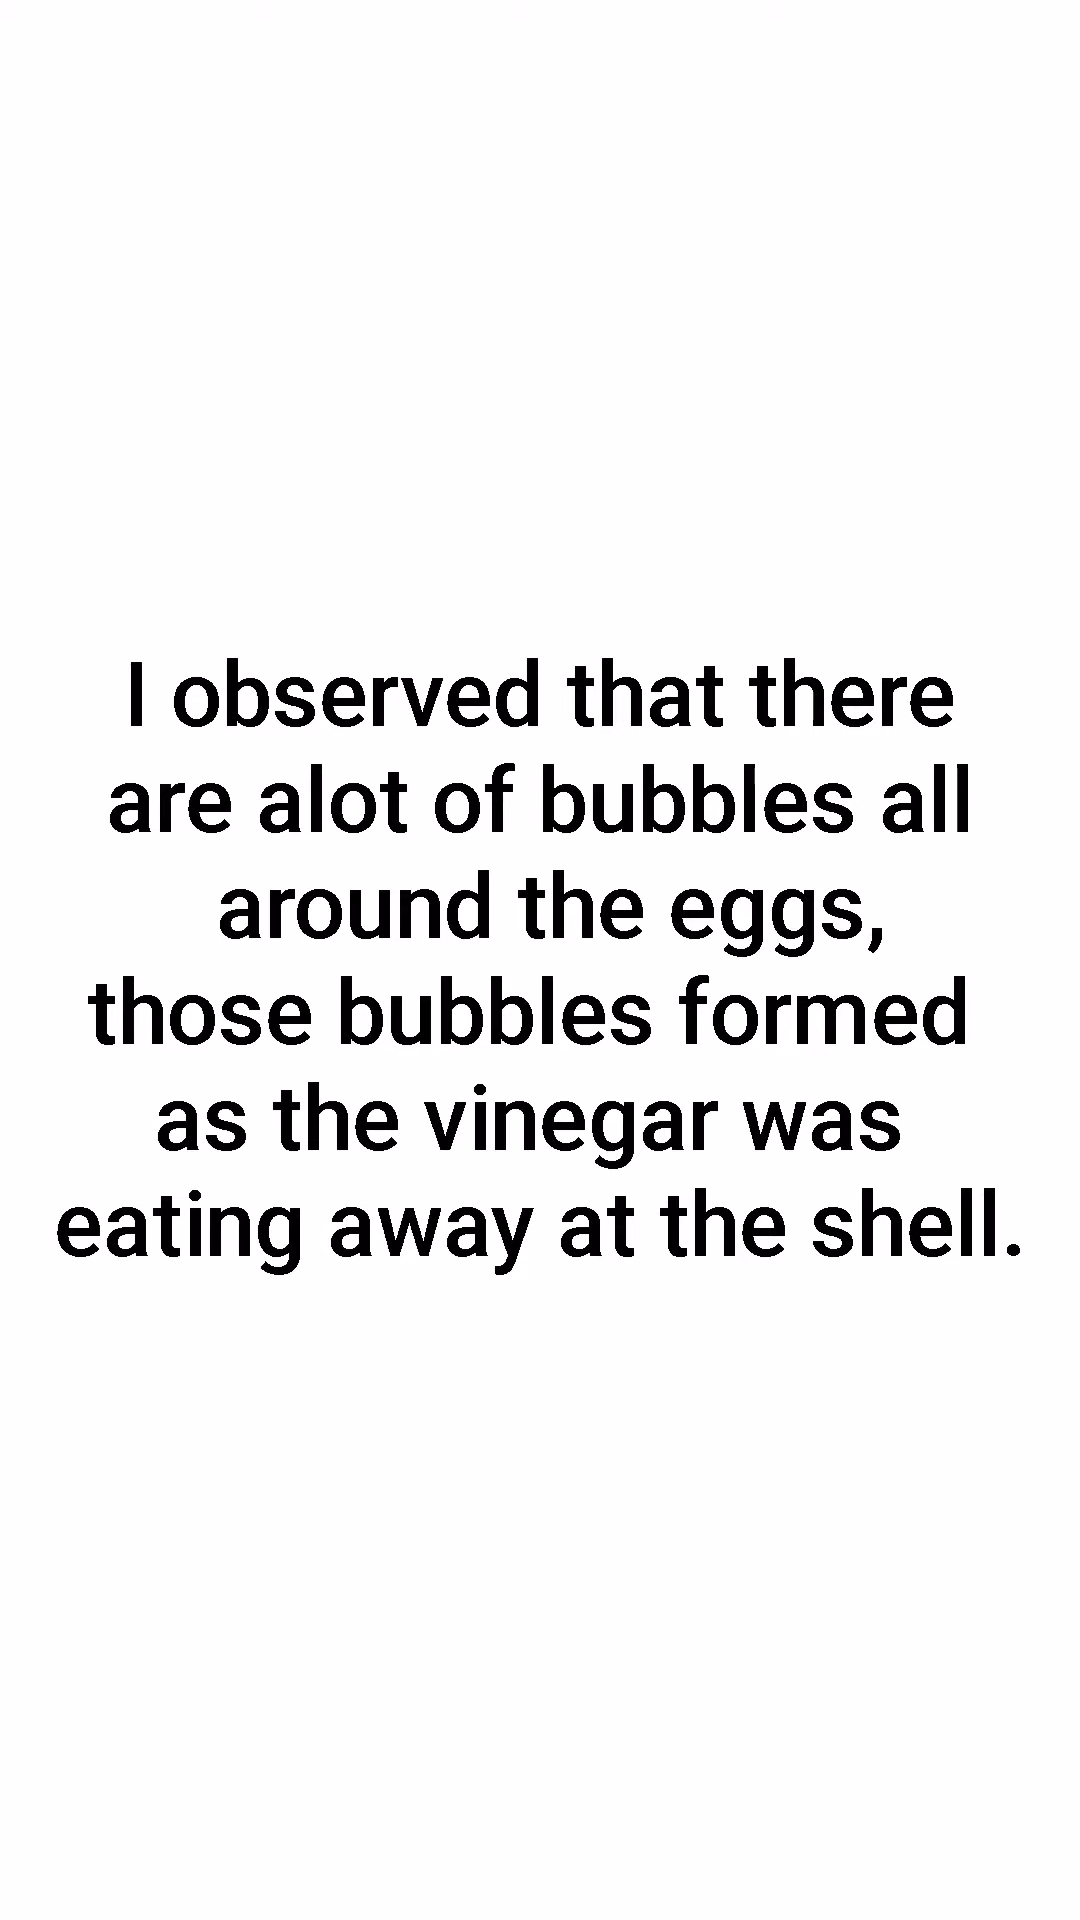 I observed that there
are alot of bubbles all
around the eggs,
those bubbles formed
as the vinegar was
eating away at the shell.